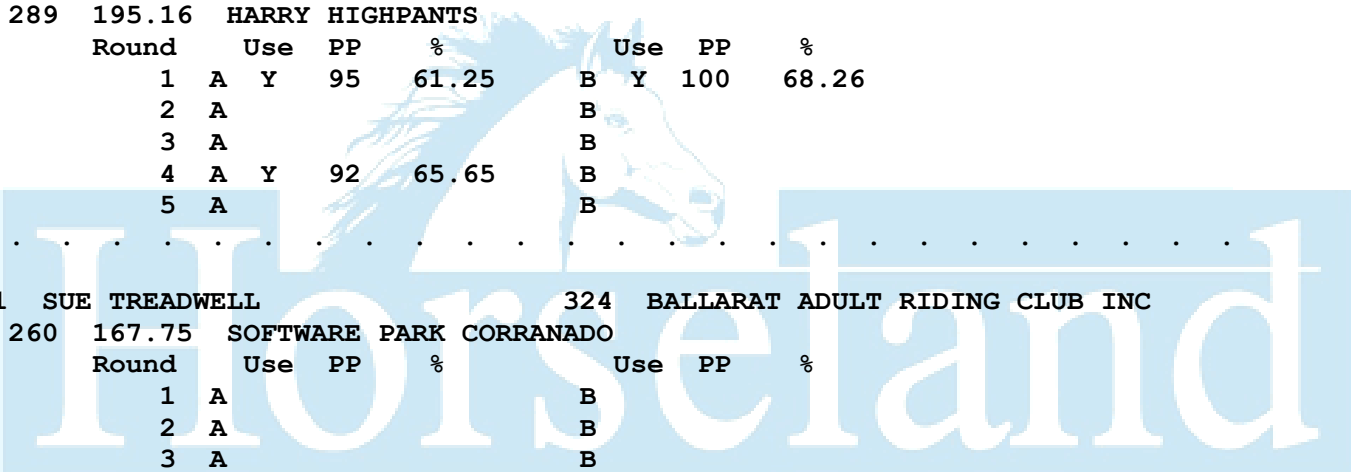 289 195.16 HARRY HIGHPANTS
Round Use PP % Use PP %
1 A Y 95 61.25 B Y 100 68.26
2 A B
3 A B
4 A Y 92 65.65 B
5 A B
. . . . . . . . . . . . . . . . . . . . . . . . .
Horseland
1 SUE TREADWELL 324 BALLARAT ADULT RIDING CLUB INC
260 167.75 SOFTWARE PARK CORRANADO
Round Use PP % Use PP %
1 A B
2 A B
3 A B